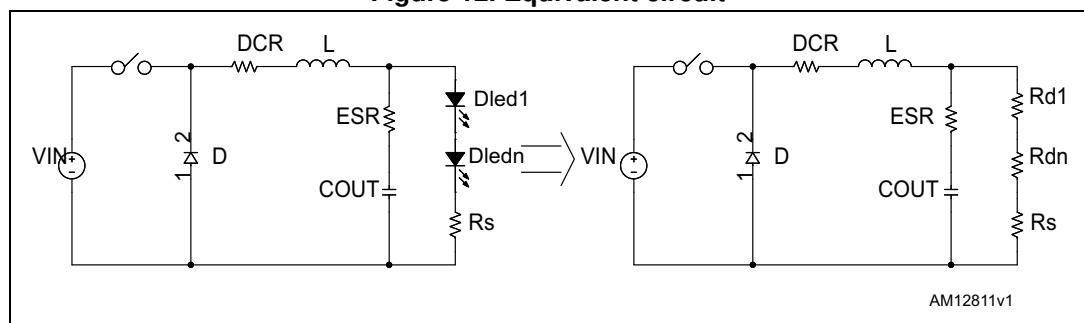 Figure 12. Equivalent circuit
DCR L
Dled1
ESR
2
VIN D Dledn
1
COUT
Rs
DCR L
Rd1
ESR
2
VIN D Rdn
1
COUT
Rs
AM12811v1